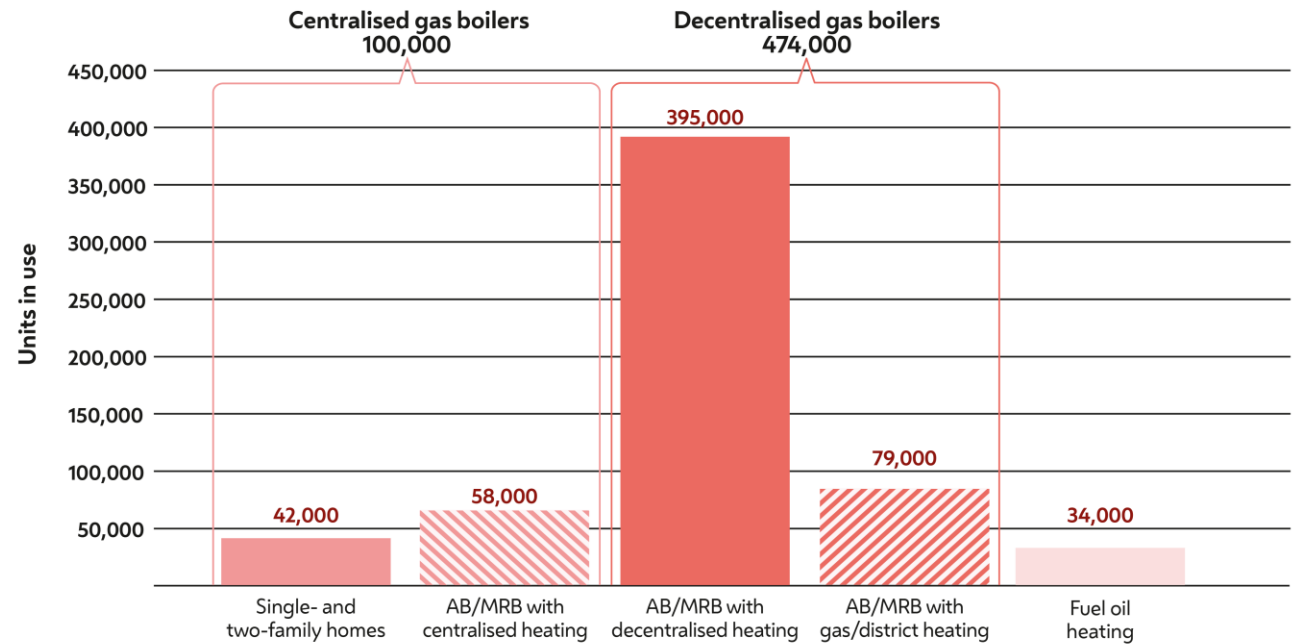 Centralised gas boilers
100,000
Decentralised gas boilers
474,000
450,000
400,000
350,000
300,000
250,000
200,000
150,000
100,000
50,000
Units in use
42,000
58,000
395,000
79,000
34,000
Single- and
two-family homes
AB/MRB with
centralised heating
AB/MRB with
decentralised heating
AB/MRB with
gas/district heating
Fuel oil
heating